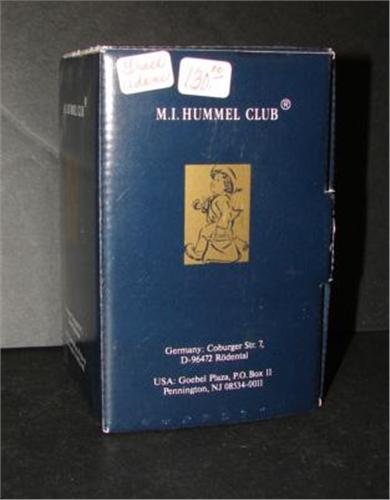 130.00
M.I. HUMMEL CLUB®
M.I. HUMMEL CLUB®
Germany: Coburger Str. 7,
D-96472 Rödental
USA: Goebel Plaza, P.O. Box 11
Pennington, NJ 08534-0011